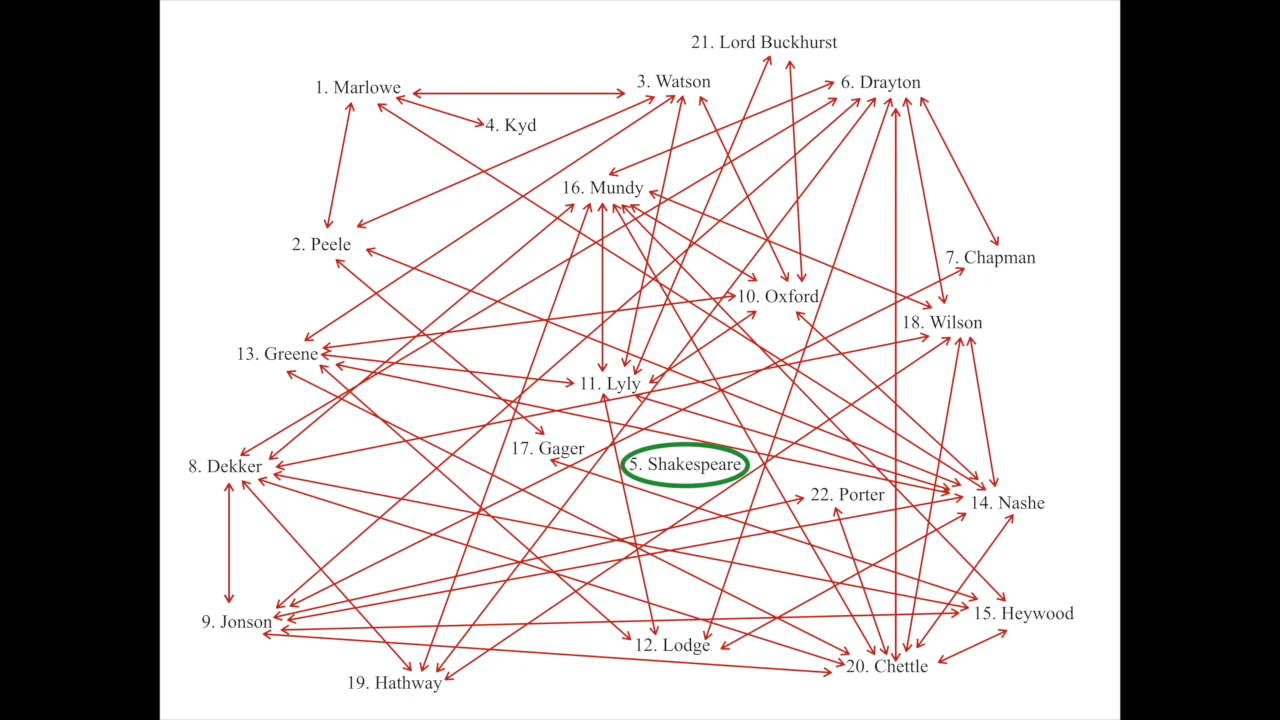 21. Lord Buckhurst
1. Marlowe
3. Watson
6. Drayton
4. Kyd
16. Mundy
2. Peele
7. Chapman
10. Oxford
18. Wilson
13. Greene
11. Lyly
17. Gager
8. Dekker
5. Shakespeare
22. Porter
14. Nashe
9. Jonson
15. Heywood
12. Lodge
20. Chettle
19. Hathway